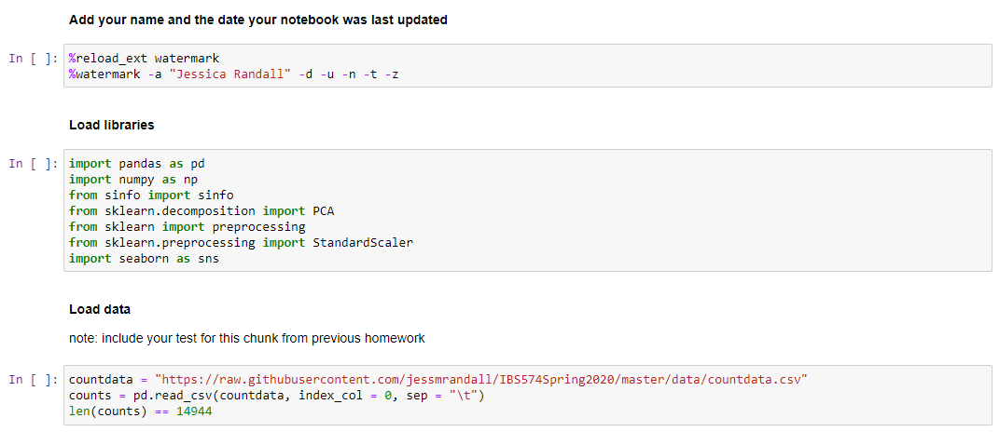 Add your name and the date your notebook was last updated
In [ ]: %reload_ext watermark
%watermark -a "Jessica Randall" -d -u -n -t -z
Load libraries
In [ ]: import pandas as pd
import numpy as np
from sinfo import sinfo
from sklearn.decomposition import PCA
from sklearn import preprocessing
from sklearn.preprocessing import StandardScaler
import seaborn as sns
Load data
note: include your test for this chunk from previous homework
In [ ]: countdata = "https://raw.githubusercontent.com/jessmrandall/IBS574Spring2020/master/data/countdata.csv"
counts = pd.read_csv(countdata, index_col = 0, sep = "\t")
len(counts) == 14944